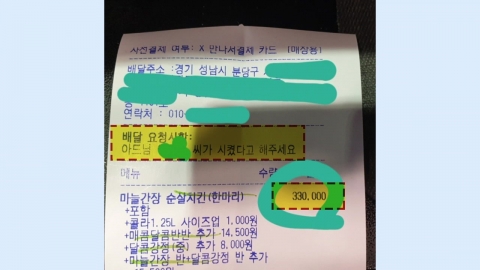 사전결제 여부: X 만나서결제 카드 (매장용)
배달주소 :경기 성남시 분당구
연락처 : 010-
배달 요청사항:
아드님 씨가 시켰다고 해주세요
메뉴 수량
마늘간장 순살치킨(한마리) 330,000
+포함
+콜라1.25L 사이즈업 1,000원
+매콤달콤반반 추가 14,500원
+달콤강정(중) 추가 8,000원
+마늘간장 반+달콤강정 반 추가